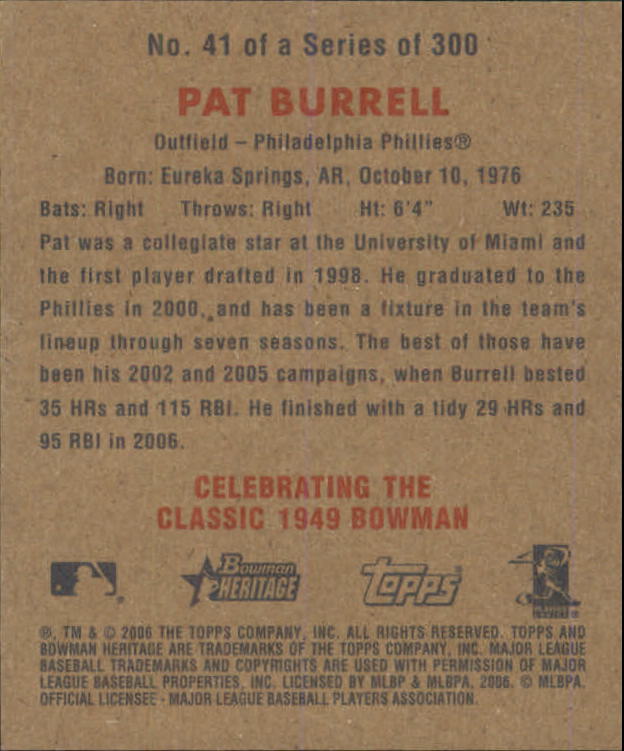 No. 41 of a Series of 300
PAT BURRELL
Outfield – Philadelphia Phillies®
Born: Eureka Springs, AR, October 10, 1976
Bats: Right Throws: Right Ht: 6'4" Wt: 235
Pat was a collegiate star at the University of Miami and
the first player drafted in 1998. He graduated to the
Phillies in 2000, and has been a fixture in the team's
lineup through seven seasons. The best of those have
been his 2002 and 2005 campaigns, when Burrell bested
35 HRs and 115 RBI. He finished with a tidy 29 HRs and
95 RBI in 2006.
CELEBRATING THE
CLASSIC 1949 BOWMAN
Bowman
HERITAGE
topps
®, TM & © 2006 THE TOPPS COMPANY, INC. ALL RIGHTS RESERVED. TOPPS AND
BOWMAN HERITAGE ARE TRADEMARKS OF THE TOPPS COMPANY, INC. MAJOR LEAGUE
BASEBALL TRADEMARKS AND COPYRIGHTS ARE USED WITH PERMISSION OF MAJOR
LEAGUE BASEBALL PROPERTIES, INC. LICENSED BY MLBP & MLBPA, 2006. © MLBPA.
OFFICIAL LICENSEE - MAJOR LEAGUE BASEBALL PLAYERS ASSOCIATION.